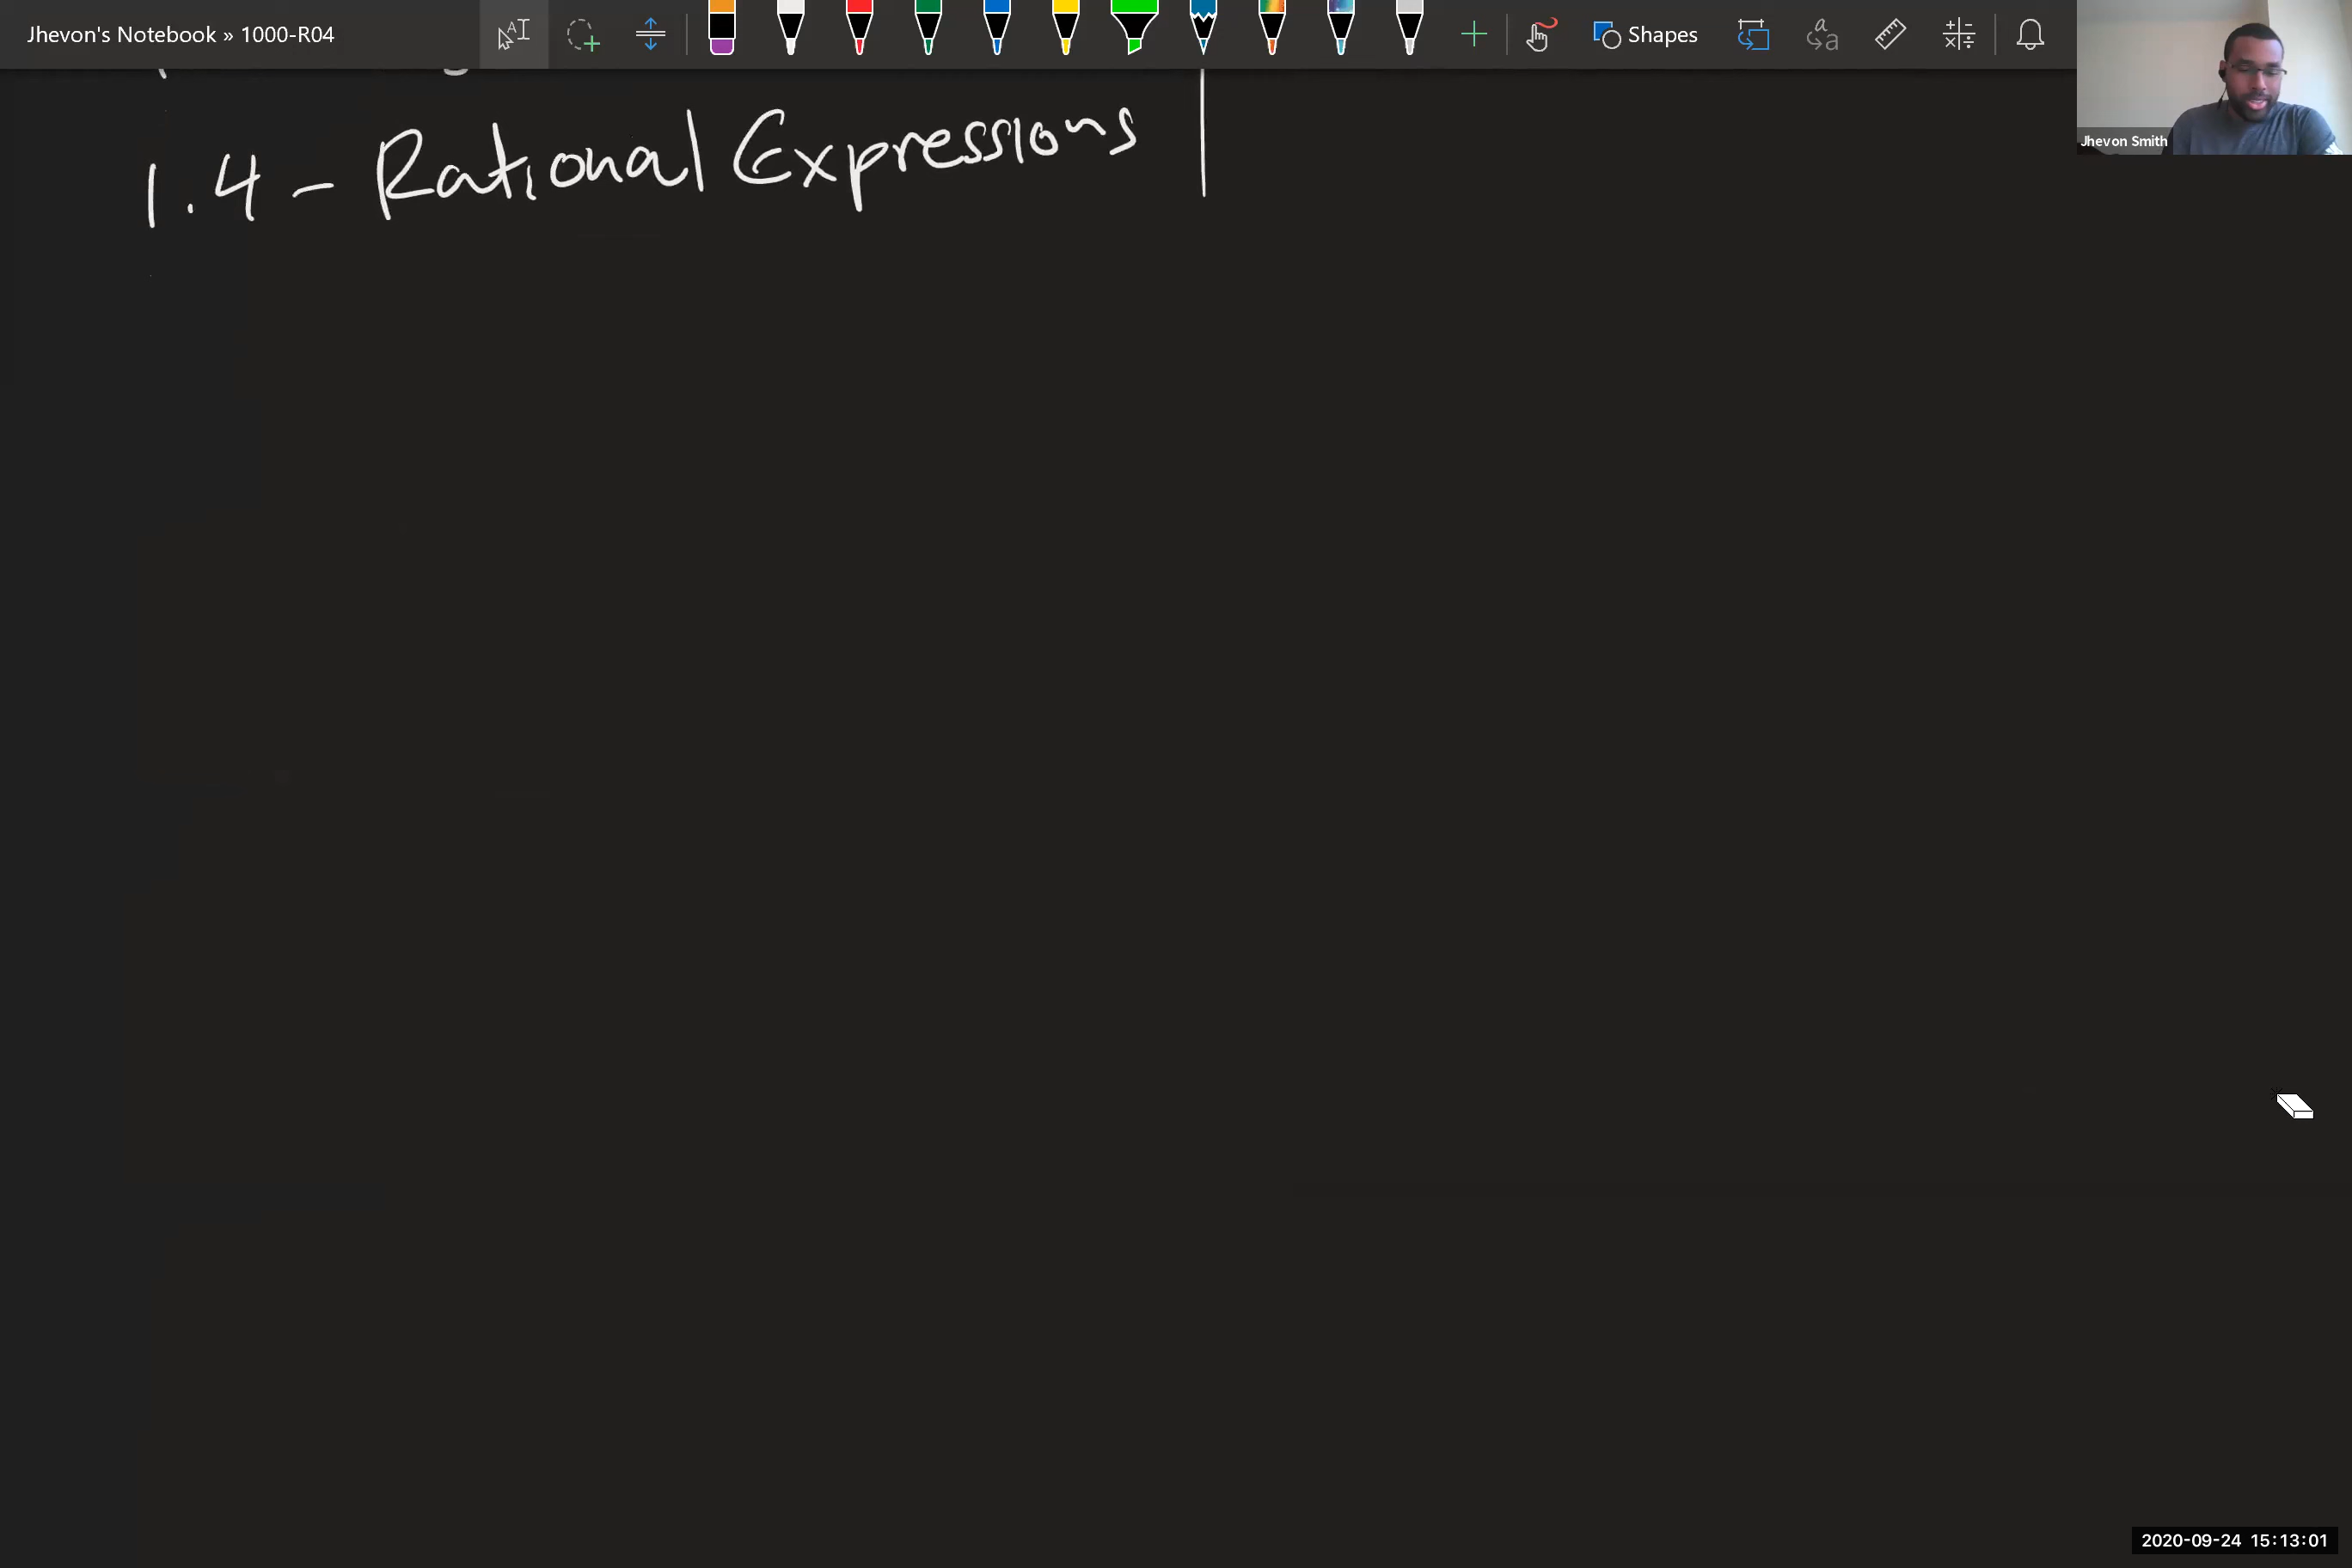 Jhevon's Notebook » 1000-R04
Shapes
Jhevon Smith
1.4 - Rational Expressions
2020-09-24 15:13:01